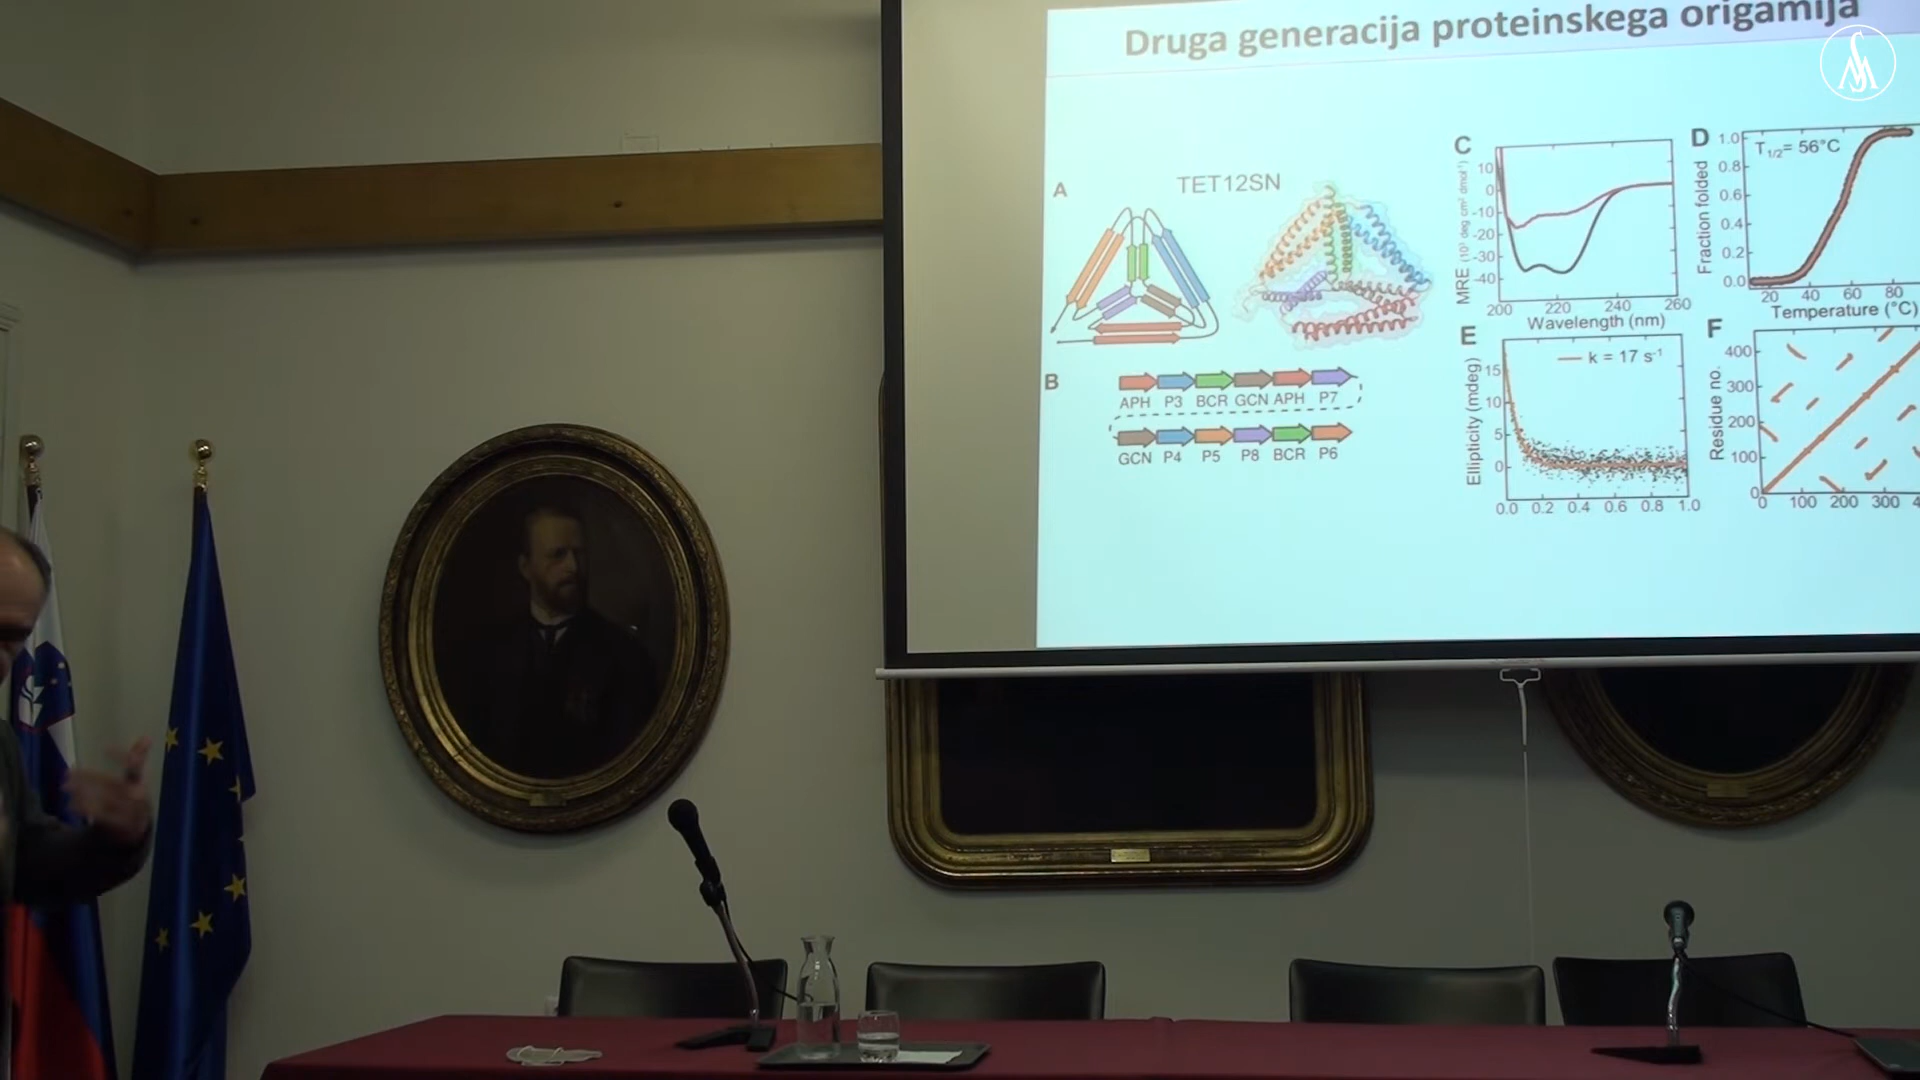 Druga generacija proteinskega origamija
A
TET12SN
B
APH P3 BCR GCN APH P7
GCN P4 P5 P8 BCR P6
C
MRE (10³ deg cm² dmol⁻¹)
10
0
-10
-20
-30
-40
200 220 240 260
Wavelength (nm)
D
T1/2= 56°C
Fraction folded
1.0
0.8
0.6
0.4
0.2
0.0
20 40 60 80
Temperature (°C)
E
k = 17 s⁻¹
Ellipticity (mdeg)
15
10
5
0
0.0 0.2 0.4 0.6 0.8 1.0
F
Residue no.
400
300
200
100
0
0 100 200 300 4